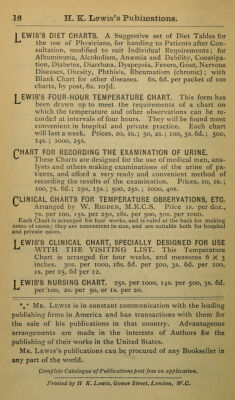 16 H. K. Lewis's Publications.
LEWIS'S DIET CHARTS. A Suggestive set of Diet Tables for
the use of Physicians, for handing to Patients after Con-
sultation, modified to suit Individual Requirements; for
Albuminuria, Alcoholism, Anæmia and Debility, Constipa-
tion, Diabetes, Diarrhœa, Dyspepsia, Fevers, Gout, Nervous
Diseases, Obesity, Phthisis, Rheumatism (chronic); with
Blank Chart for other diseases. 6s. 6d. per packet of 100
charts, by post, 6s. 10½d.
LEWIS'S FOUR-HOUR TEMPERATURE CHART. This form has
been drawn up to meet the requirements of a chart on
which the temperature and other observations can be re-
corded at intervals of four hours. They will be found most
convenient in hospital and private practice. Each chart
will last a week. Prices, 20, 1s.; 50, 2s.; 100, 3s. 6d.; 500,
14s.; 1000, 25s.
CHART FOR RECORDING THE EXAMINATION OF URINE.
These Charts are designed for the use of medical men, ana-
lysts and others making examinations of the urine of pa-
tients, and afford a very ready and convenient method of
recording the results of the examination. Prices, 10, 1s.;
100, 7s. 6d.; 250, 15s.; 500, 25s.; 1000, 40s.
CLINICAL CHARTS FOR TEMPERATURE OBSERVATIONS, ETC.
Arranged by W. RIGDEN, M.R.C.S. Price 1s. per doz.,
7s. per 100, 15s. per 250, 28s. per 500, 50s. per 1000.
Each Chart is arranged for four weeks, and is ruled at the back for making
notes of cases; they are convenient in size, and are suitable both for hospital
and private cases.
LEWIS'S CLINICAL CHART, SPECIALLY DESIGNED FOR USE
WITH THE VISITING LIST. This Temperature
Chart is arranged for four weeks, and measures 6 × 3
inches. 30s. per 1000, 16s. 6d. per 500, 3s. 6d. per 100,
1s. per 25, 6d per 12.
LEWIS'S NURSING CHART. 25s. per 1000, 14s. per 500, 3s. 6d.
per 100, 2s. per 50, or 1s. per 20.
*** MR. LEWIS is in constant communication with the leading
publishing firms in America and has transactions with them for
the sale of his publications in that country. Advantageous
arrangements are made in the interests of Authors for the
publishing of their works in the United States.
MR. LEWIS'S publications can be procured of any Bookseller in
any part of the world.
Complete Catalogue of Publications post free on application.
Printed by H K. Lewis, Gower Street, London, W.C.